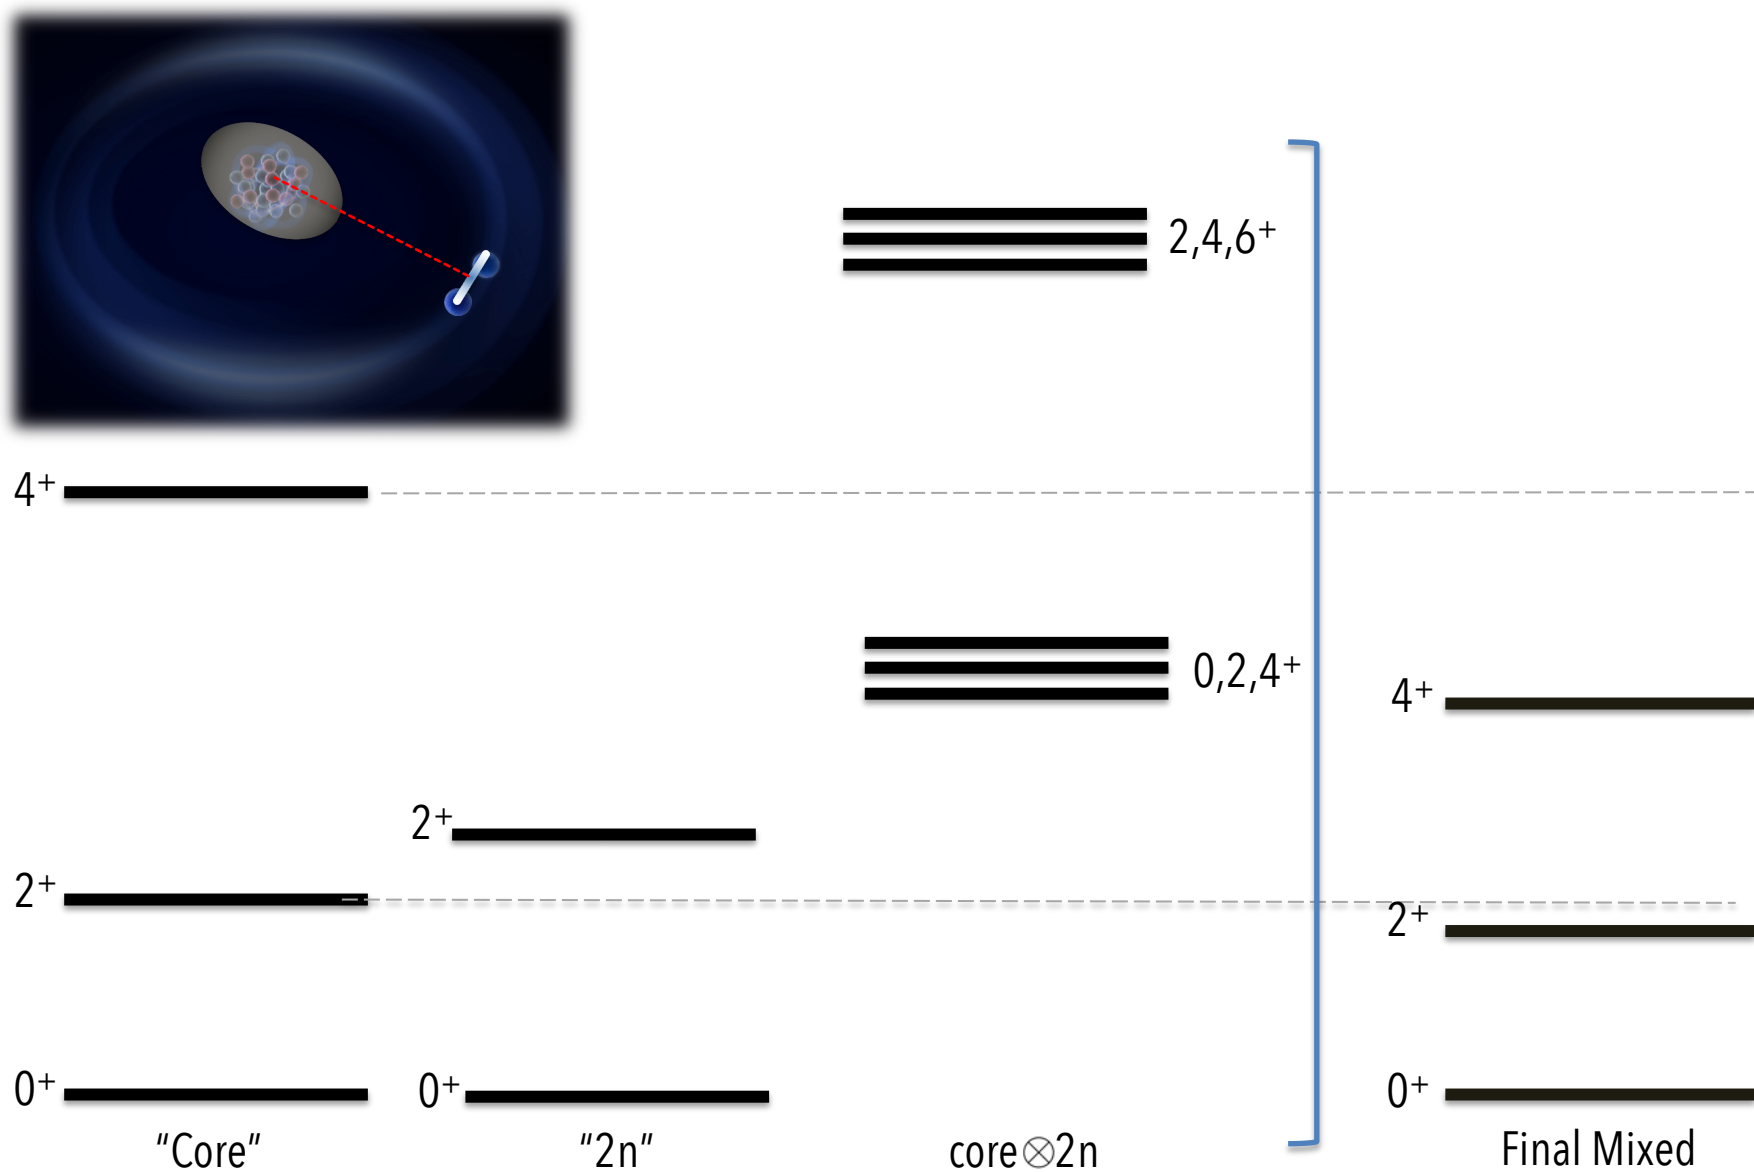 2,4,6⁺
4⁺
0,2,4⁺
4⁺
2⁺
2⁺
2⁺
0⁺
0⁺
0⁺
"Core"
"2n"
core⊗2n
Final Mixed